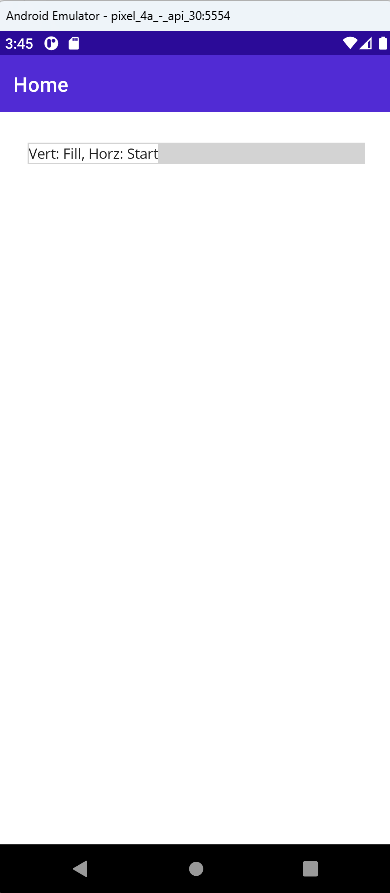 Android Emulator - pixel_4a_-_api_30:5554
3:45
Home
Vert: Fill, Horz: Start